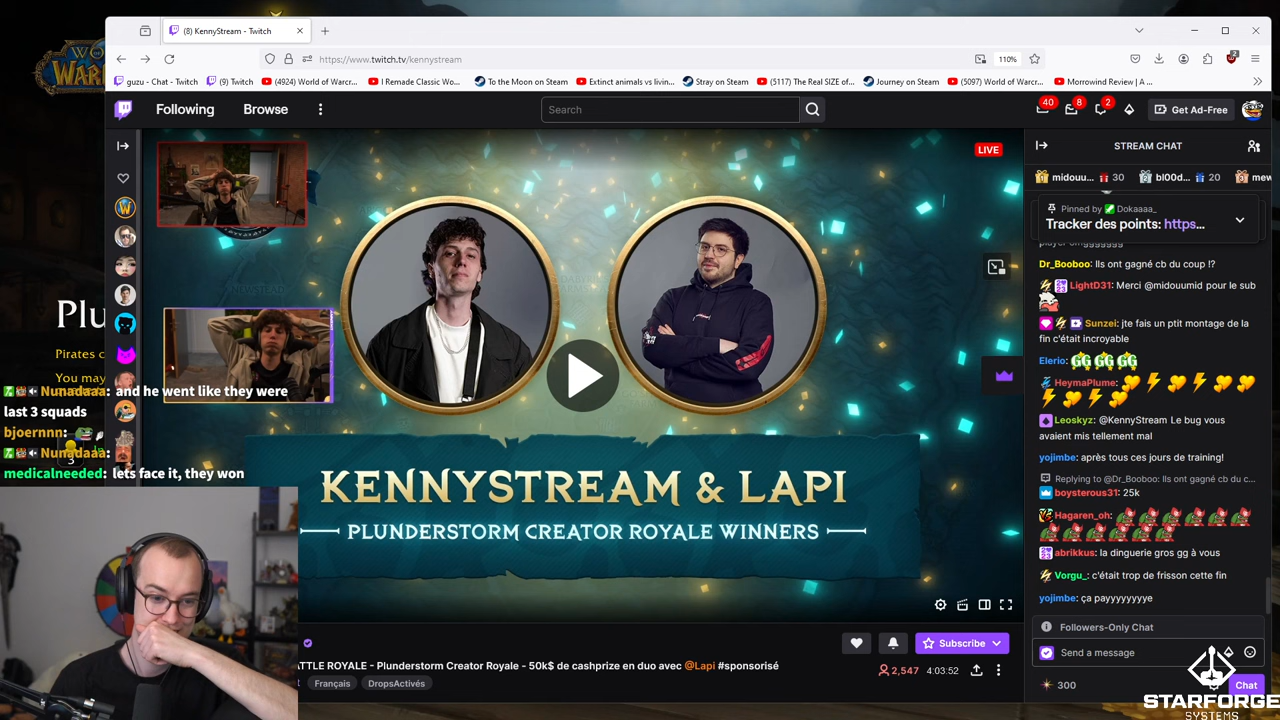 (8) KennyStream - Twitch
https://www.twitch.tv/kennystream
110%
2
guzu - Chat - Twitch
(9) Twitch
(4924) World of Warcr...
I Remade Classic Wo...
To the Moon on Steam
Extinct animals vs livin...
Stray on Steam
(5117) The Real SIZE of...
Journey on Steam
(5097) World of Warcr...
Morrowind Review | A ...
Following
Browse
Search
40
8
2
Get Ad-Free
LIVE
STREAM CHAT
midouu... 30
bl00d... 20
mew
Pinned by Dokaaaa_
Tracker des points: https...
Dr_Booboo: Ils ont gagné cb du coup !?
LightD31: Merci @midoumid pour le sub
Sunzei: jte fais un ptit montage de la
fin c'était incroyable
Elerio:
HeymaPlume:
Leoskyz: @KennyStream Le bug vous
avaient mis tellement mal
yojimbe: après tous ces jours de training!
Replying to @Dr_Booboo: Ils ont gagné cb du c...
boysterous31: 25k
Hagaren_oh:
abrikkus: la dinguerie gros gg à vous
Vorgu_: c'était trop de frisson cette fin
yojimbe: ça payyyyyyye
Followers-Only Chat
Send a message
300
Chat
Plu
Pirates c
You may
Nunadaaa: and he went like they were
last 3 squads
bjoernnn:
Nunadaaa:
3
medicalneeded: lets face it, they won
KENNYSTREAM & LAPI
PLUNDERSTORM CREATOR ROYALE WINNERS
Subscribe
TTLE ROYALE - Plunderstorm Creator Royale - 50k$ de cashprize en duo avec @Lapi #sponsorisé
2,547
4:03:52
Français
DropsActivés
STARFORGE
SYSTEMS